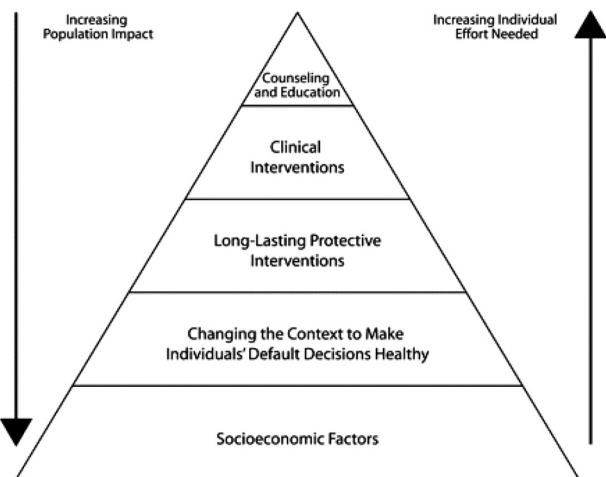 Increasing
Population Impact
Increasing Individual
Effort Needed
Counseling
and Education
Clinical
Interventions
Long-Lasting Protective
Interventions
Changing the Context to Make
Individuals' Default Decisions Healthy
Socioeconomic Factors